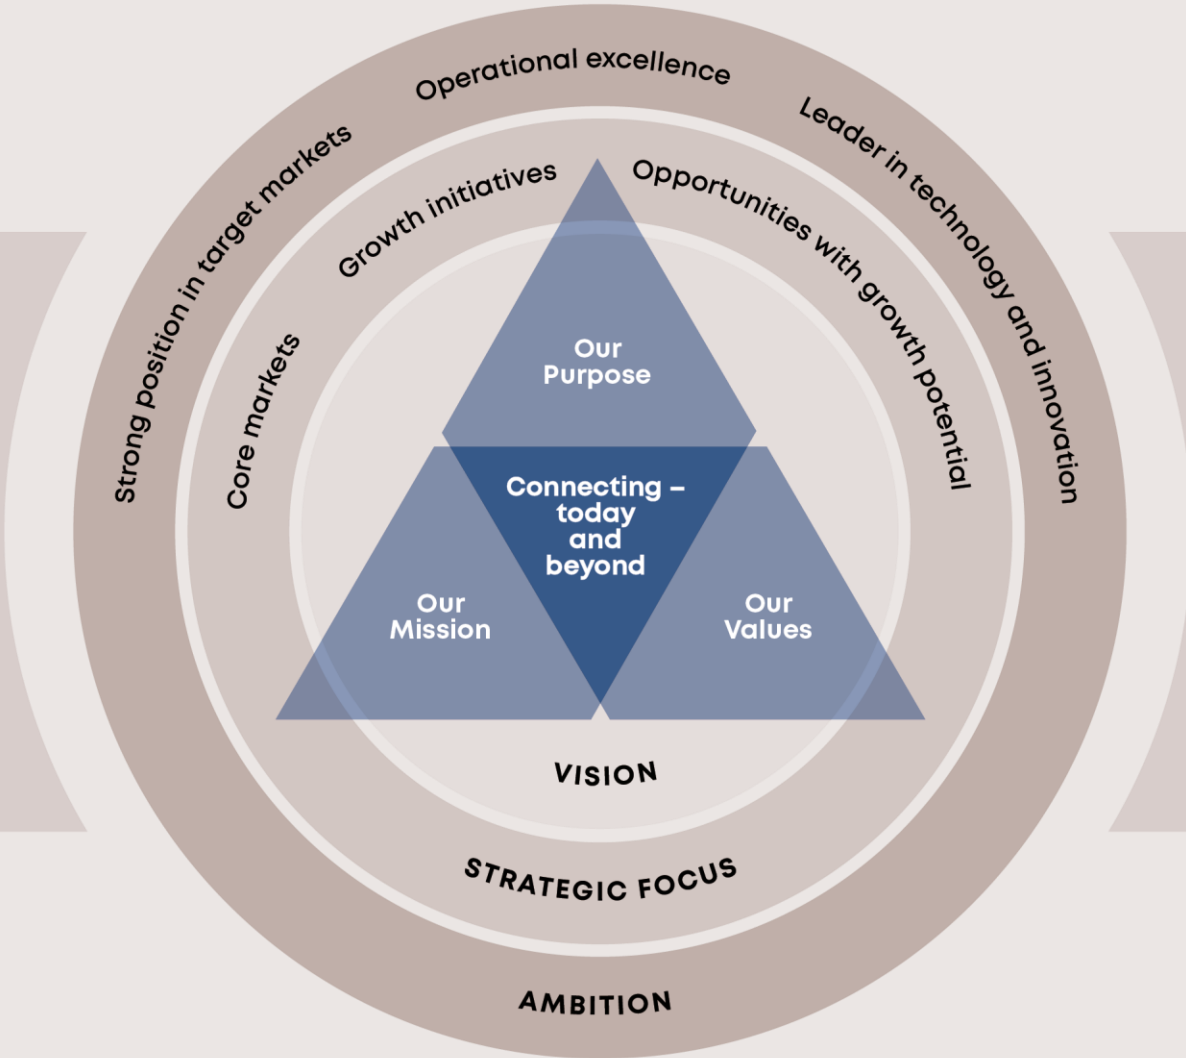 Operational excellence
Strong position in target markets
Leader in technology and innovation
Growth initiatives
Opportunities with growth potential
Core markets
Our
Purpose
Connecting –
today
and
beyond
Our
Mission
Our
Values
VISION
STRATEGIC FOCUS
AMBITION